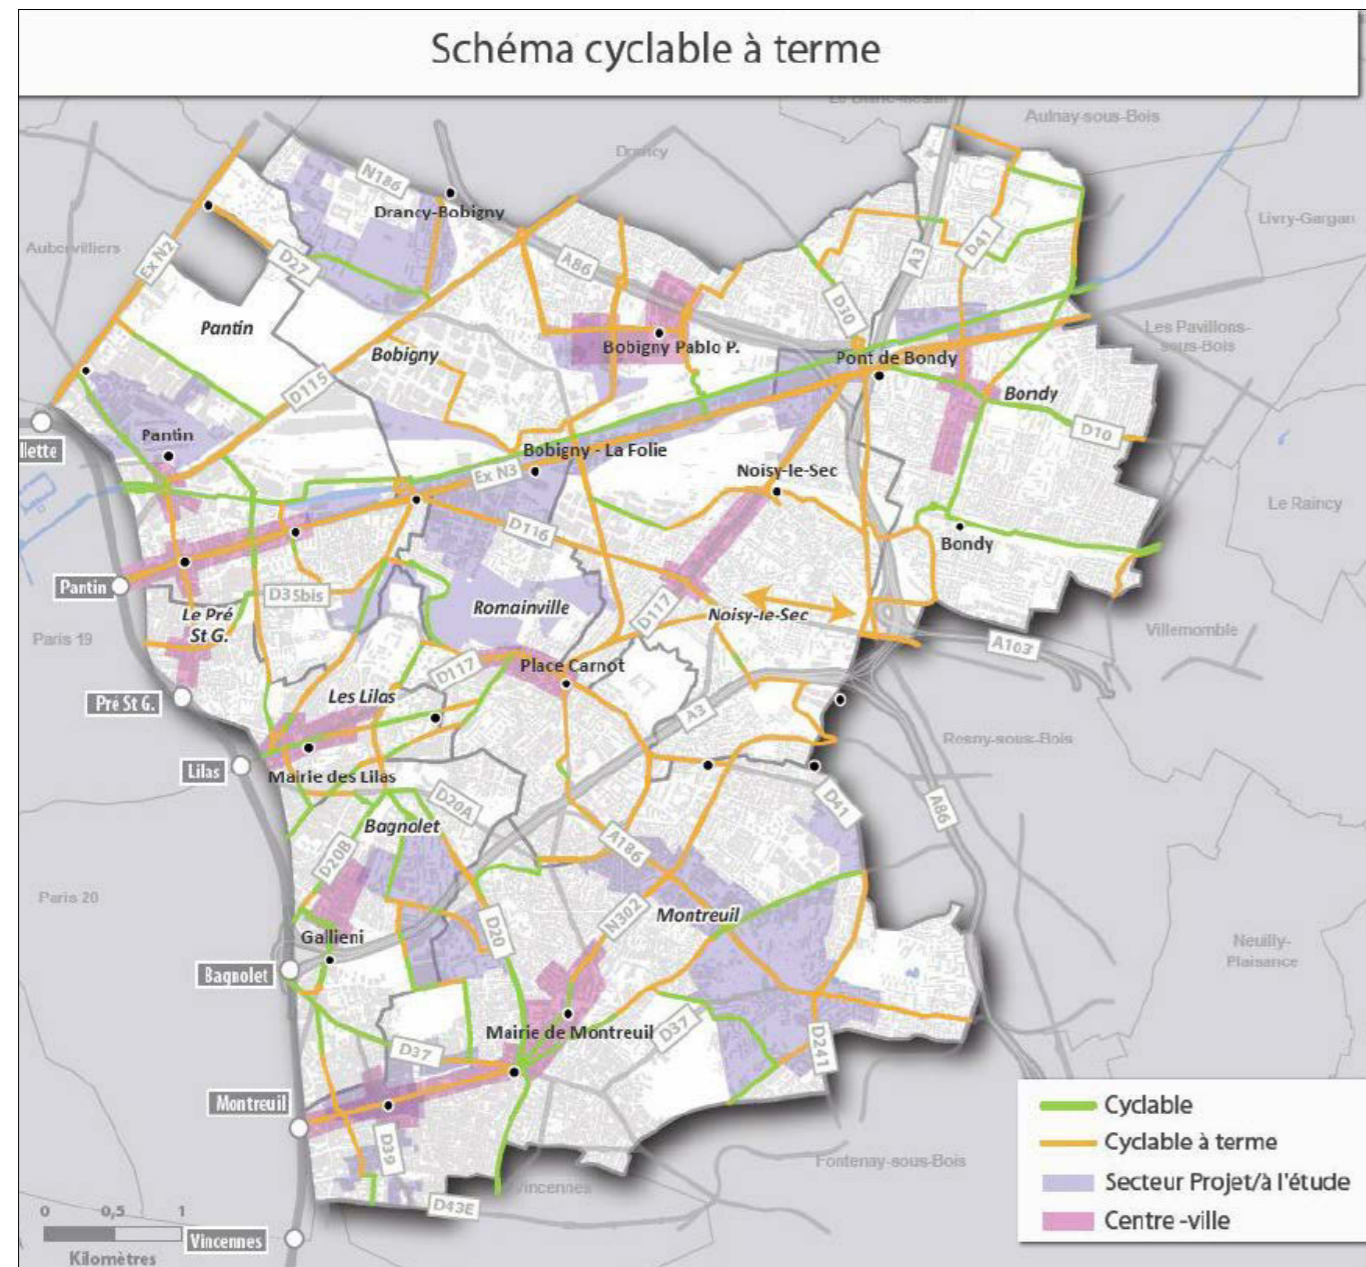 Schéma cyclable à terme
Aulnay-sous-Bois
Drancy
N186
Drancy-Bobigny
Livry-Gargan
Aubervilliers
Ex N2
D27
A86
A3
D41
D30
Pantin
Bobigny
Bobigny Pablo P.
Pont de Bondy
Les Pavillons-
sous-Bois
D115
Bondy
D10
llette
Pantin
Bobigny - La Folie
Ex N3
Noisy-le-Sec
Le Raincy
D116
Bondy
Pantin
D35bis
Romainville
D117
Noisy-le-Sec
Le Pré
St G.
Paris 19
Villemomble
A103
D117
Place Carnot
Pré St G.
Les Lilas
A3
Rosny-sous-Bois
Lilas
Mairie des Lilas
D20A
D41
A86
Bagnolet
D20B
A186
Paris 20
N302
Montreuil
D20
Gallieni
Neuilly-
Plaisance
Bagnolet
Mairie de Montreuil
D37
D37
D241
Montreuil
D39
Fontenay-sous-Bois
Vincennes
D43E
Vincennes
0 0,5 1
Kilomètres
Cyclable
Cyclable à terme
Secteur Projet/à l'étude
Centre -ville